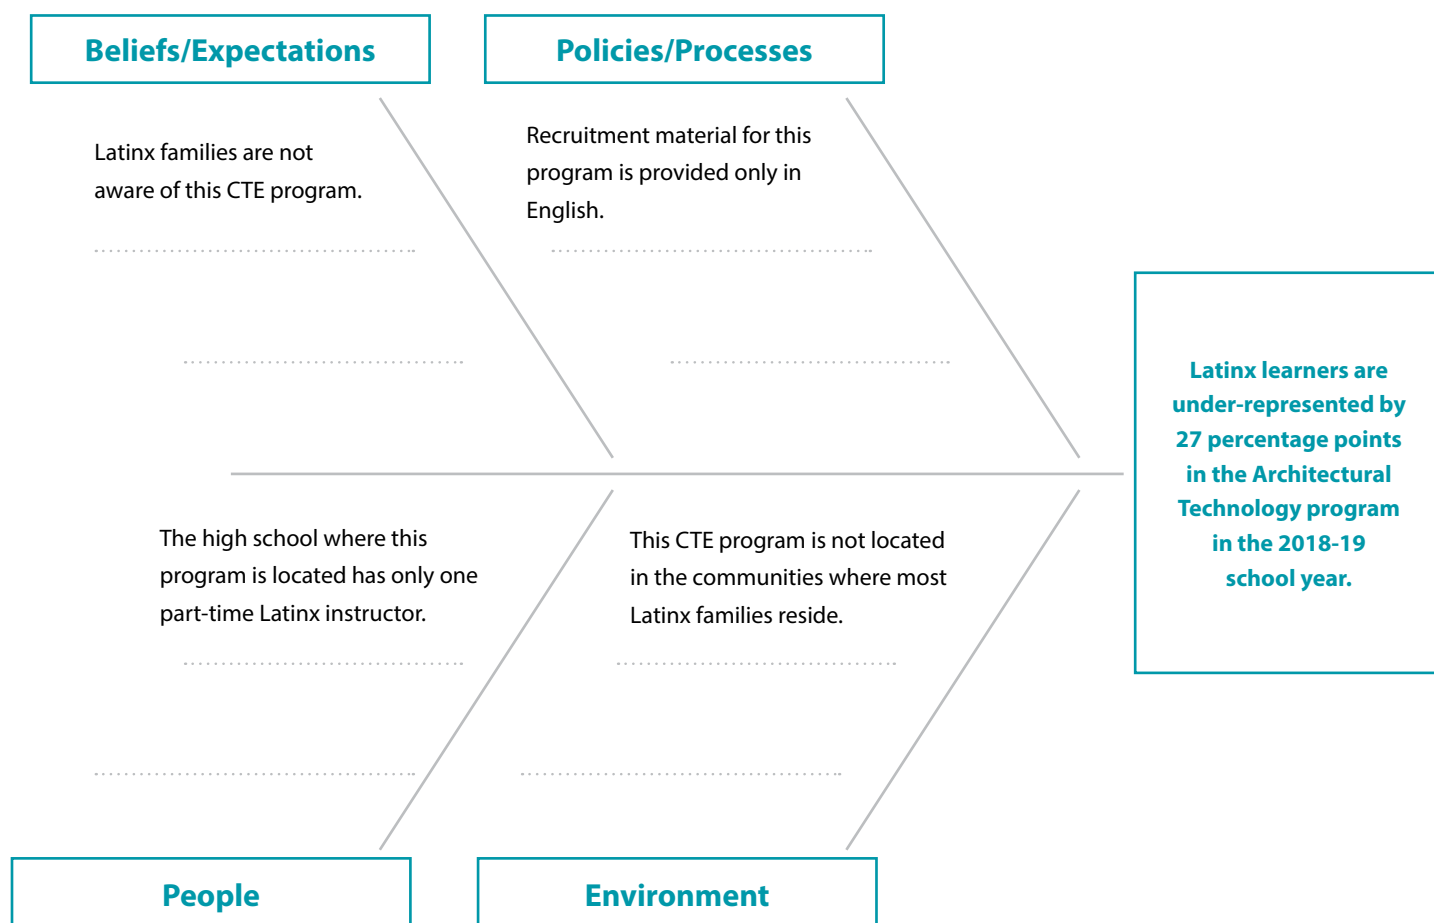 Beliefs/Expectations
Policies/Processes
Latinx families are not
aware of this CTE program.
Recruitment material for this
program is provided only in
English.
Latinx learners are
under-represented by
27 percentage points
in the Architectural
Technology program
in the 2018-19
school year.
The high school where this
program is located has only one
part-time Latinx instructor.
This CTE program is not located
in the communities where most
Latinx families reside.
People
Environment